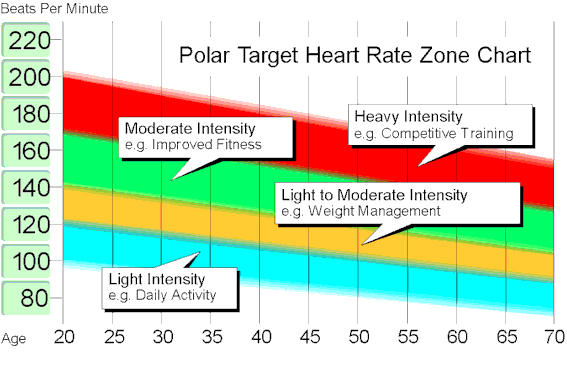 Beats Per Minute
Polar Target Heart Rate Zone Chart
220
200
180
160
140
120
100
80
Heavy Intensity
e.g. Competitive Training
Moderate Intensity
e.g. Improved Fitness
Light to Moderate Intensity
e.g. Weight Management
Light Intensity
e.g. Daily Activity
Age 20 25 30 35 40 45 50 55 60 65 70